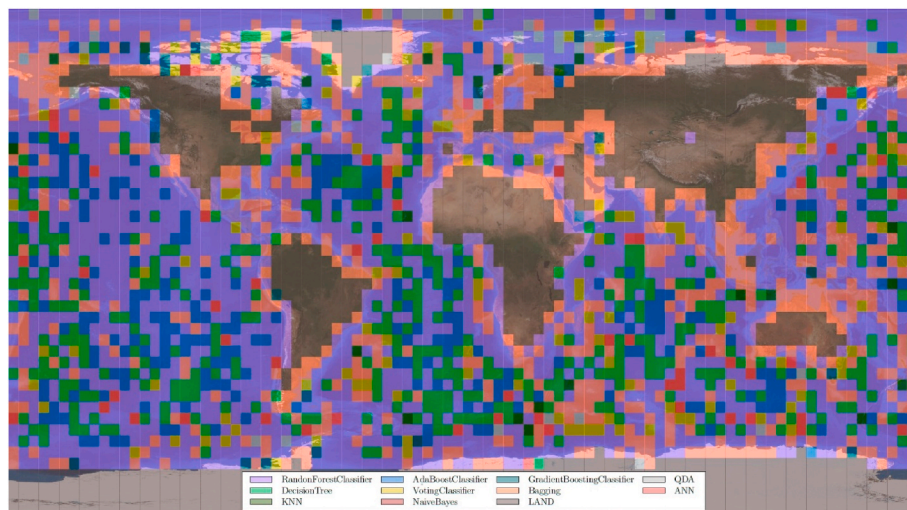 RandonForestClassifier AdaBoostClassifier GradientBoostingClassifier QDA
DecisionTree VotingClassifier Bagging ANN
KNN NaiveBayes LAND